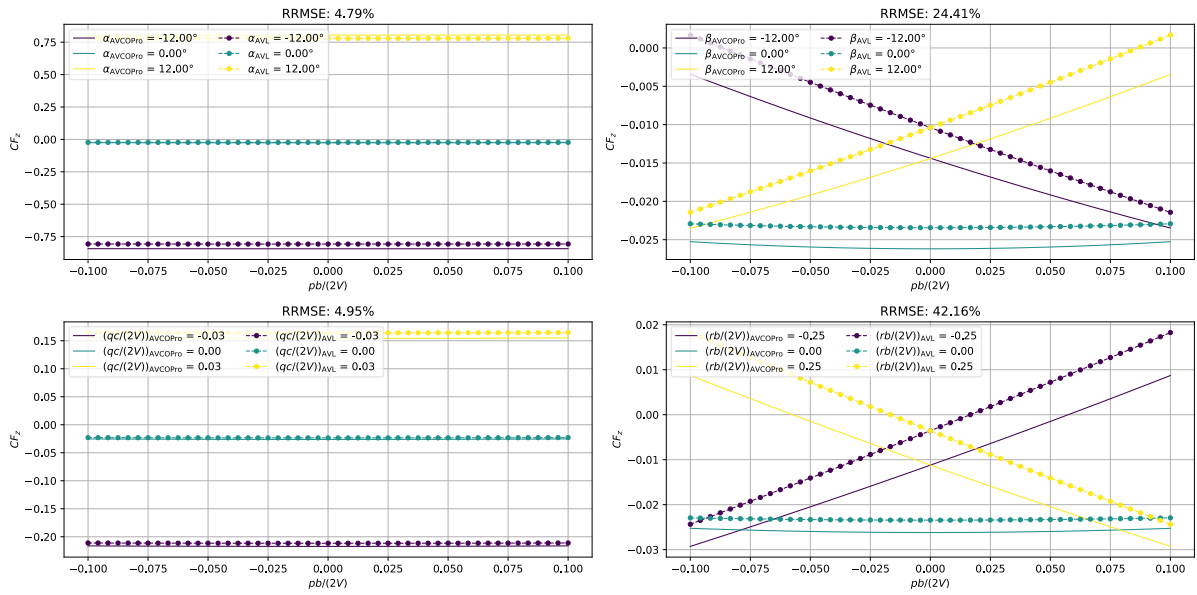 RRMSE: 4.79%
α_AVCOPro = -12.00°
α_AVCOPro = 0.00°
α_AVCOPro = 12.00°
α_AVL = -12.00°
α_AVL = 0.00°
α_AVL = 12.00°
CF_z
0.75
0.50
0.25
0.00
−0.25
−0.50
−0.75
−0.100 −0.075 −0.050 −0.025 0.000 0.025 0.050 0.075 0.100
pb/(2V)
RRMSE: 24.41%
β_AVCOPro = -12.00°
β_AVCOPro = 0.00°
β_AVCOPro = 12.00°
β_AVL = -12.00°
β_AVL = 0.00°
β_AVL = 12.00°
CF_z
0.000
−0.005
−0.010
−0.015
−0.020
−0.025
−0.100 −0.075 −0.050 −0.025 0.000 0.025 0.050 0.075 0.100
pb/(2V)
RRMSE: 4.95%
(qc/(2V))_AVCOPro = -0.03
(qc/(2V))_AVCOPro = 0.00
(qc/(2V))_AVCOPro = 0.03
(qc/(2V))_AVL = -0.03
(qc/(2V))_AVL = 0.00
(qc/(2V))_AVL = 0.03
CF_z
0.15
0.10
0.05
0.00
−0.05
−0.10
−0.15
−0.20
−0.100 −0.075 −0.050 −0.025 0.000 0.025 0.050 0.075 0.100
pb/(2V)
RRMSE: 42.16%
(rb/(2V))_AVCOPro = -0.25
(rb/(2V))_AVCOPro = 0.00
(rb/(2V))_AVCOPro = 0.25
(rb/(2V))_AVL = -0.25
(rb/(2V))_AVL = 0.00
(rb/(2V))_AVL = 0.25
CF_z
0.02
0.01
0.00
−0.01
−0.02
−0.03
−0.100 −0.075 −0.050 −0.025 0.000 0.025 0.050 0.075 0.100
pb/(2V)